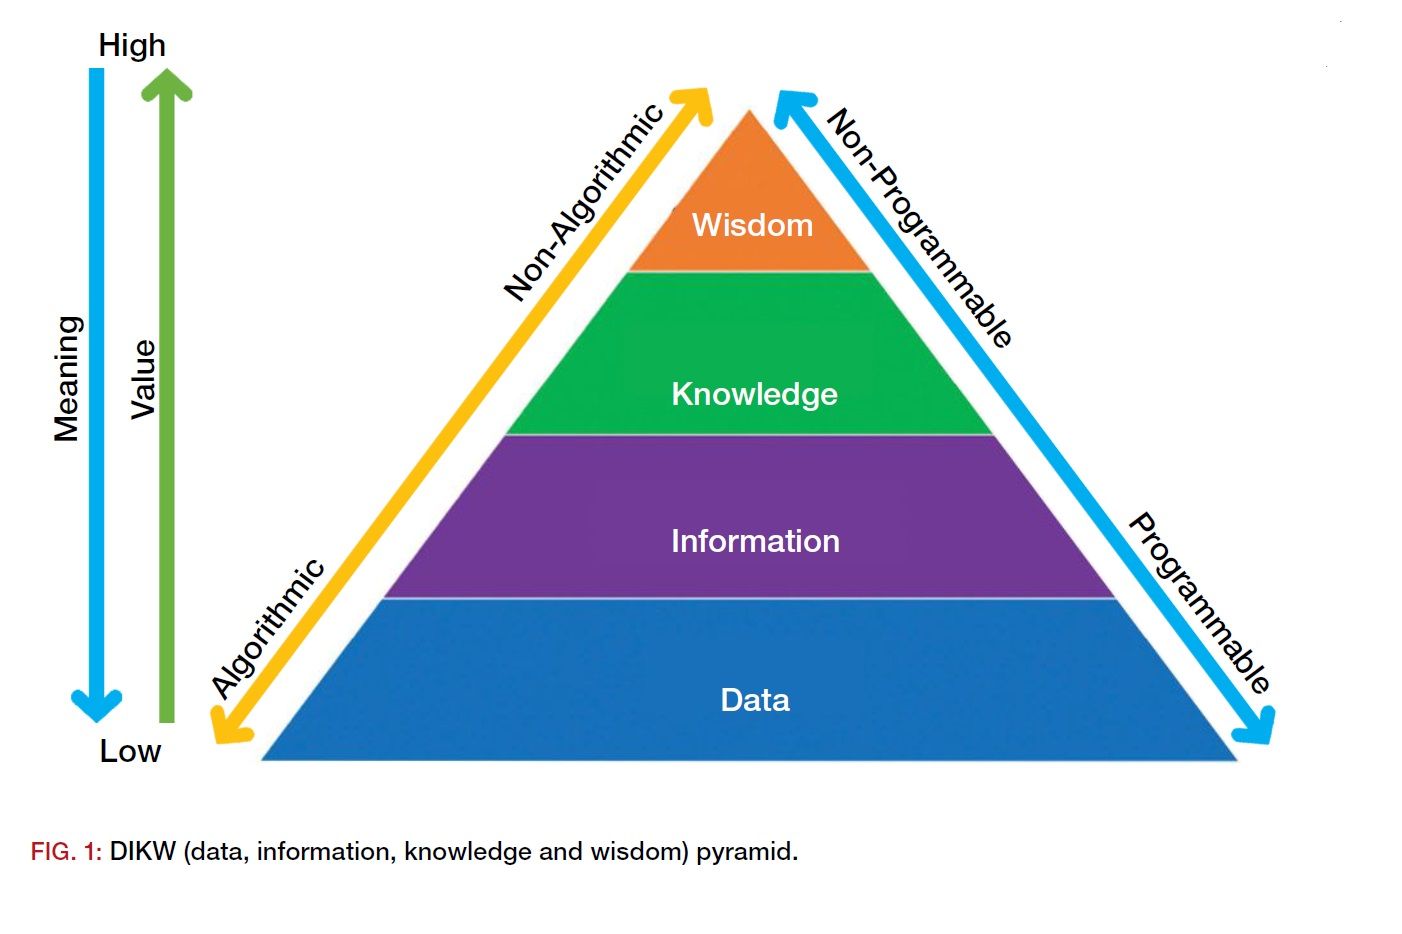 High
Meaning
Value
Low
Non-Algorithmic
Algorithmic
Non-Programmable
Programmable
Wisdom
Knowledge
Information
Data
FIG. 1: DIKW (data, information, knowledge and wisdom) pyramid.